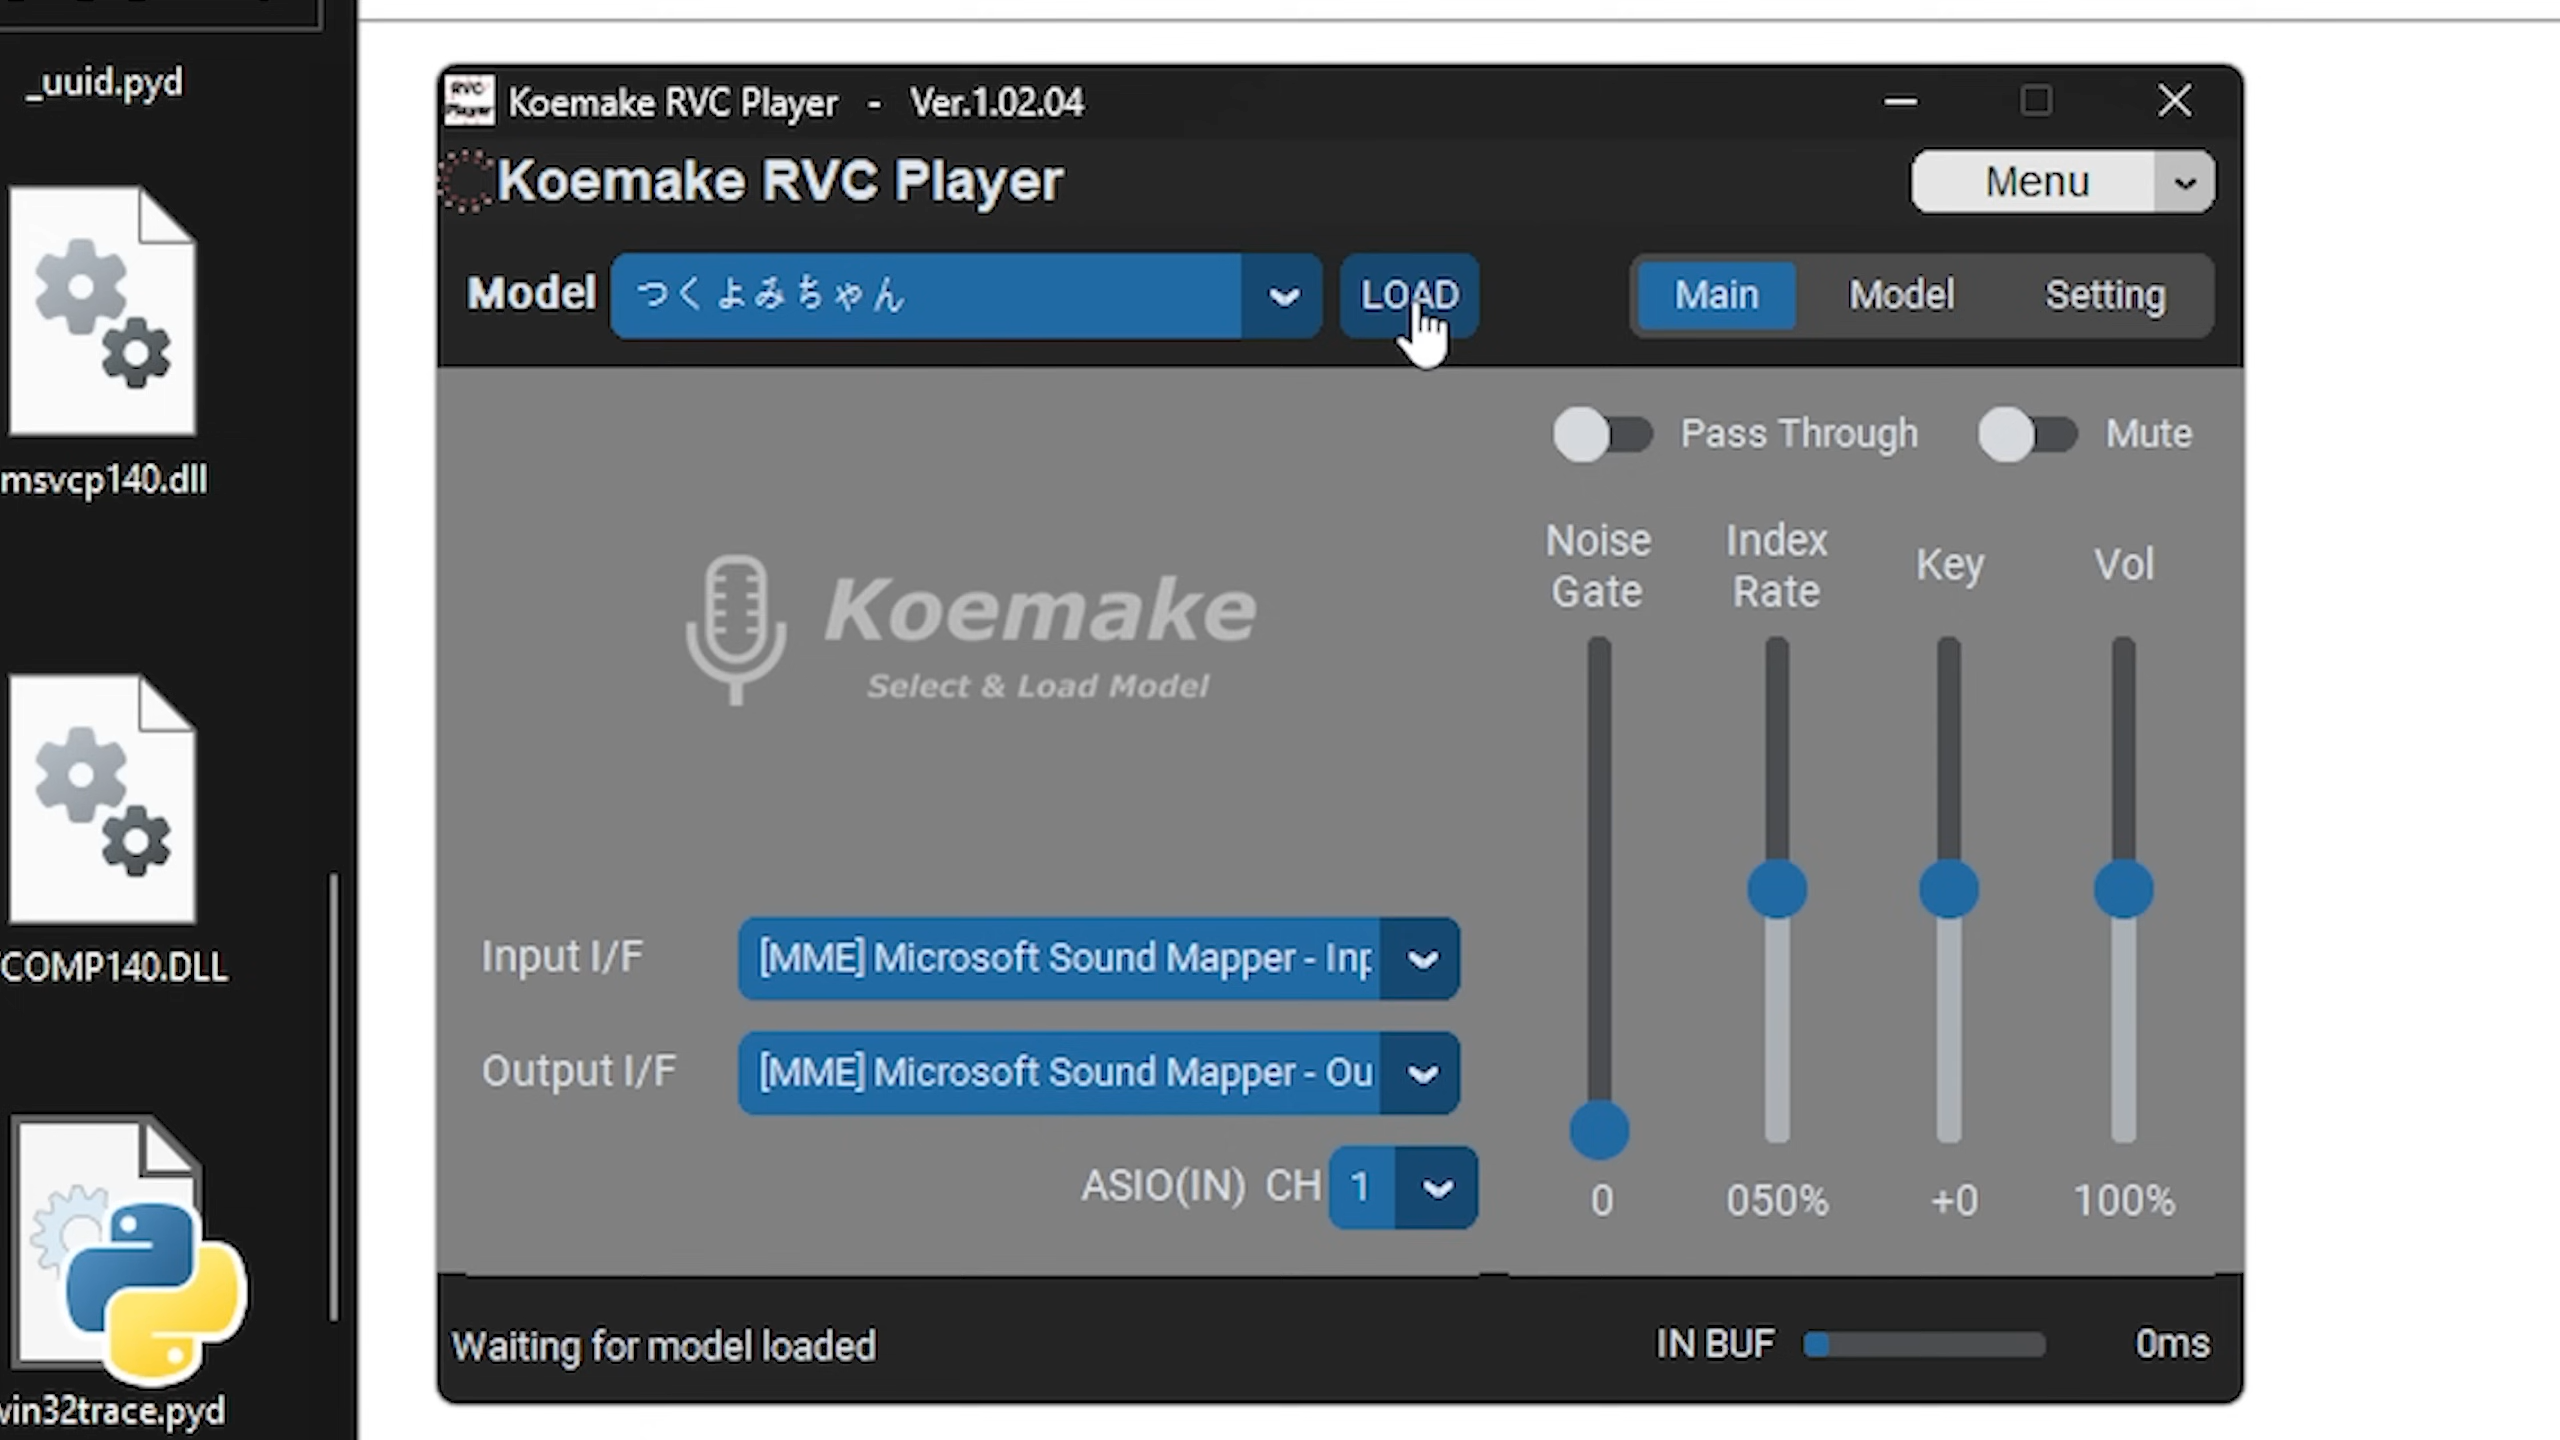 _uuid.pyd
msvcp140.dll
COMP140.DLL
win32trace.pyd
RVC
Player
Koemake RVC Player - Ver.1.02.04
Koemake RVC Player
Menu
Model つくよみちゃん LOAD Main Model Setting
Pass Through Mute
Koemake
Select & Load Model
Noise Gate
Index Rate
Key
Vol
Input I/F [MME] Microsoft Sound Mapper - Inp
Output I/F [MME] Microsoft Sound Mapper - Ou
ASIO(IN) CH 1
0 050% +0 100%
Waiting for model loaded IN BUF 0ms